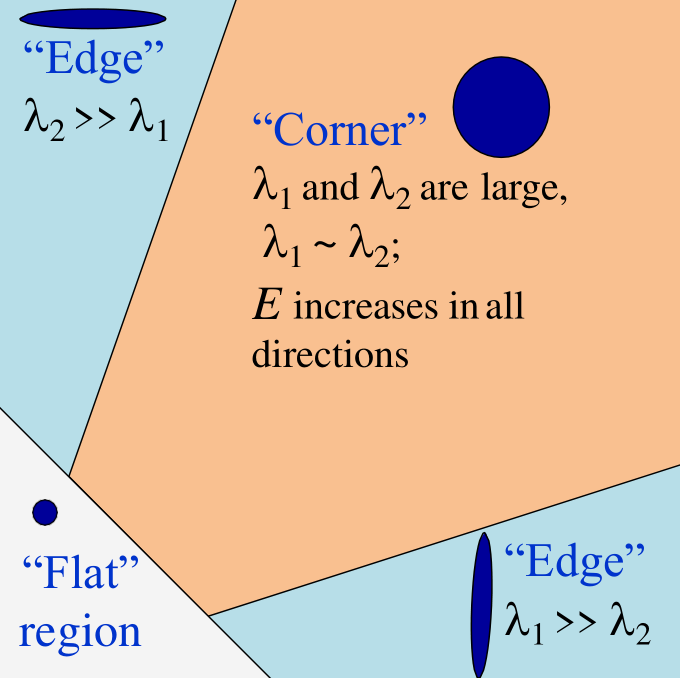 “Edge”
λ₂ >> λ₁
“Corner”
λ₁ and λ₂ are large,
λ₁ ~ λ₂;
E increases in all
directions
“Flat”
region
“Edge”
λ₁ >> λ₂